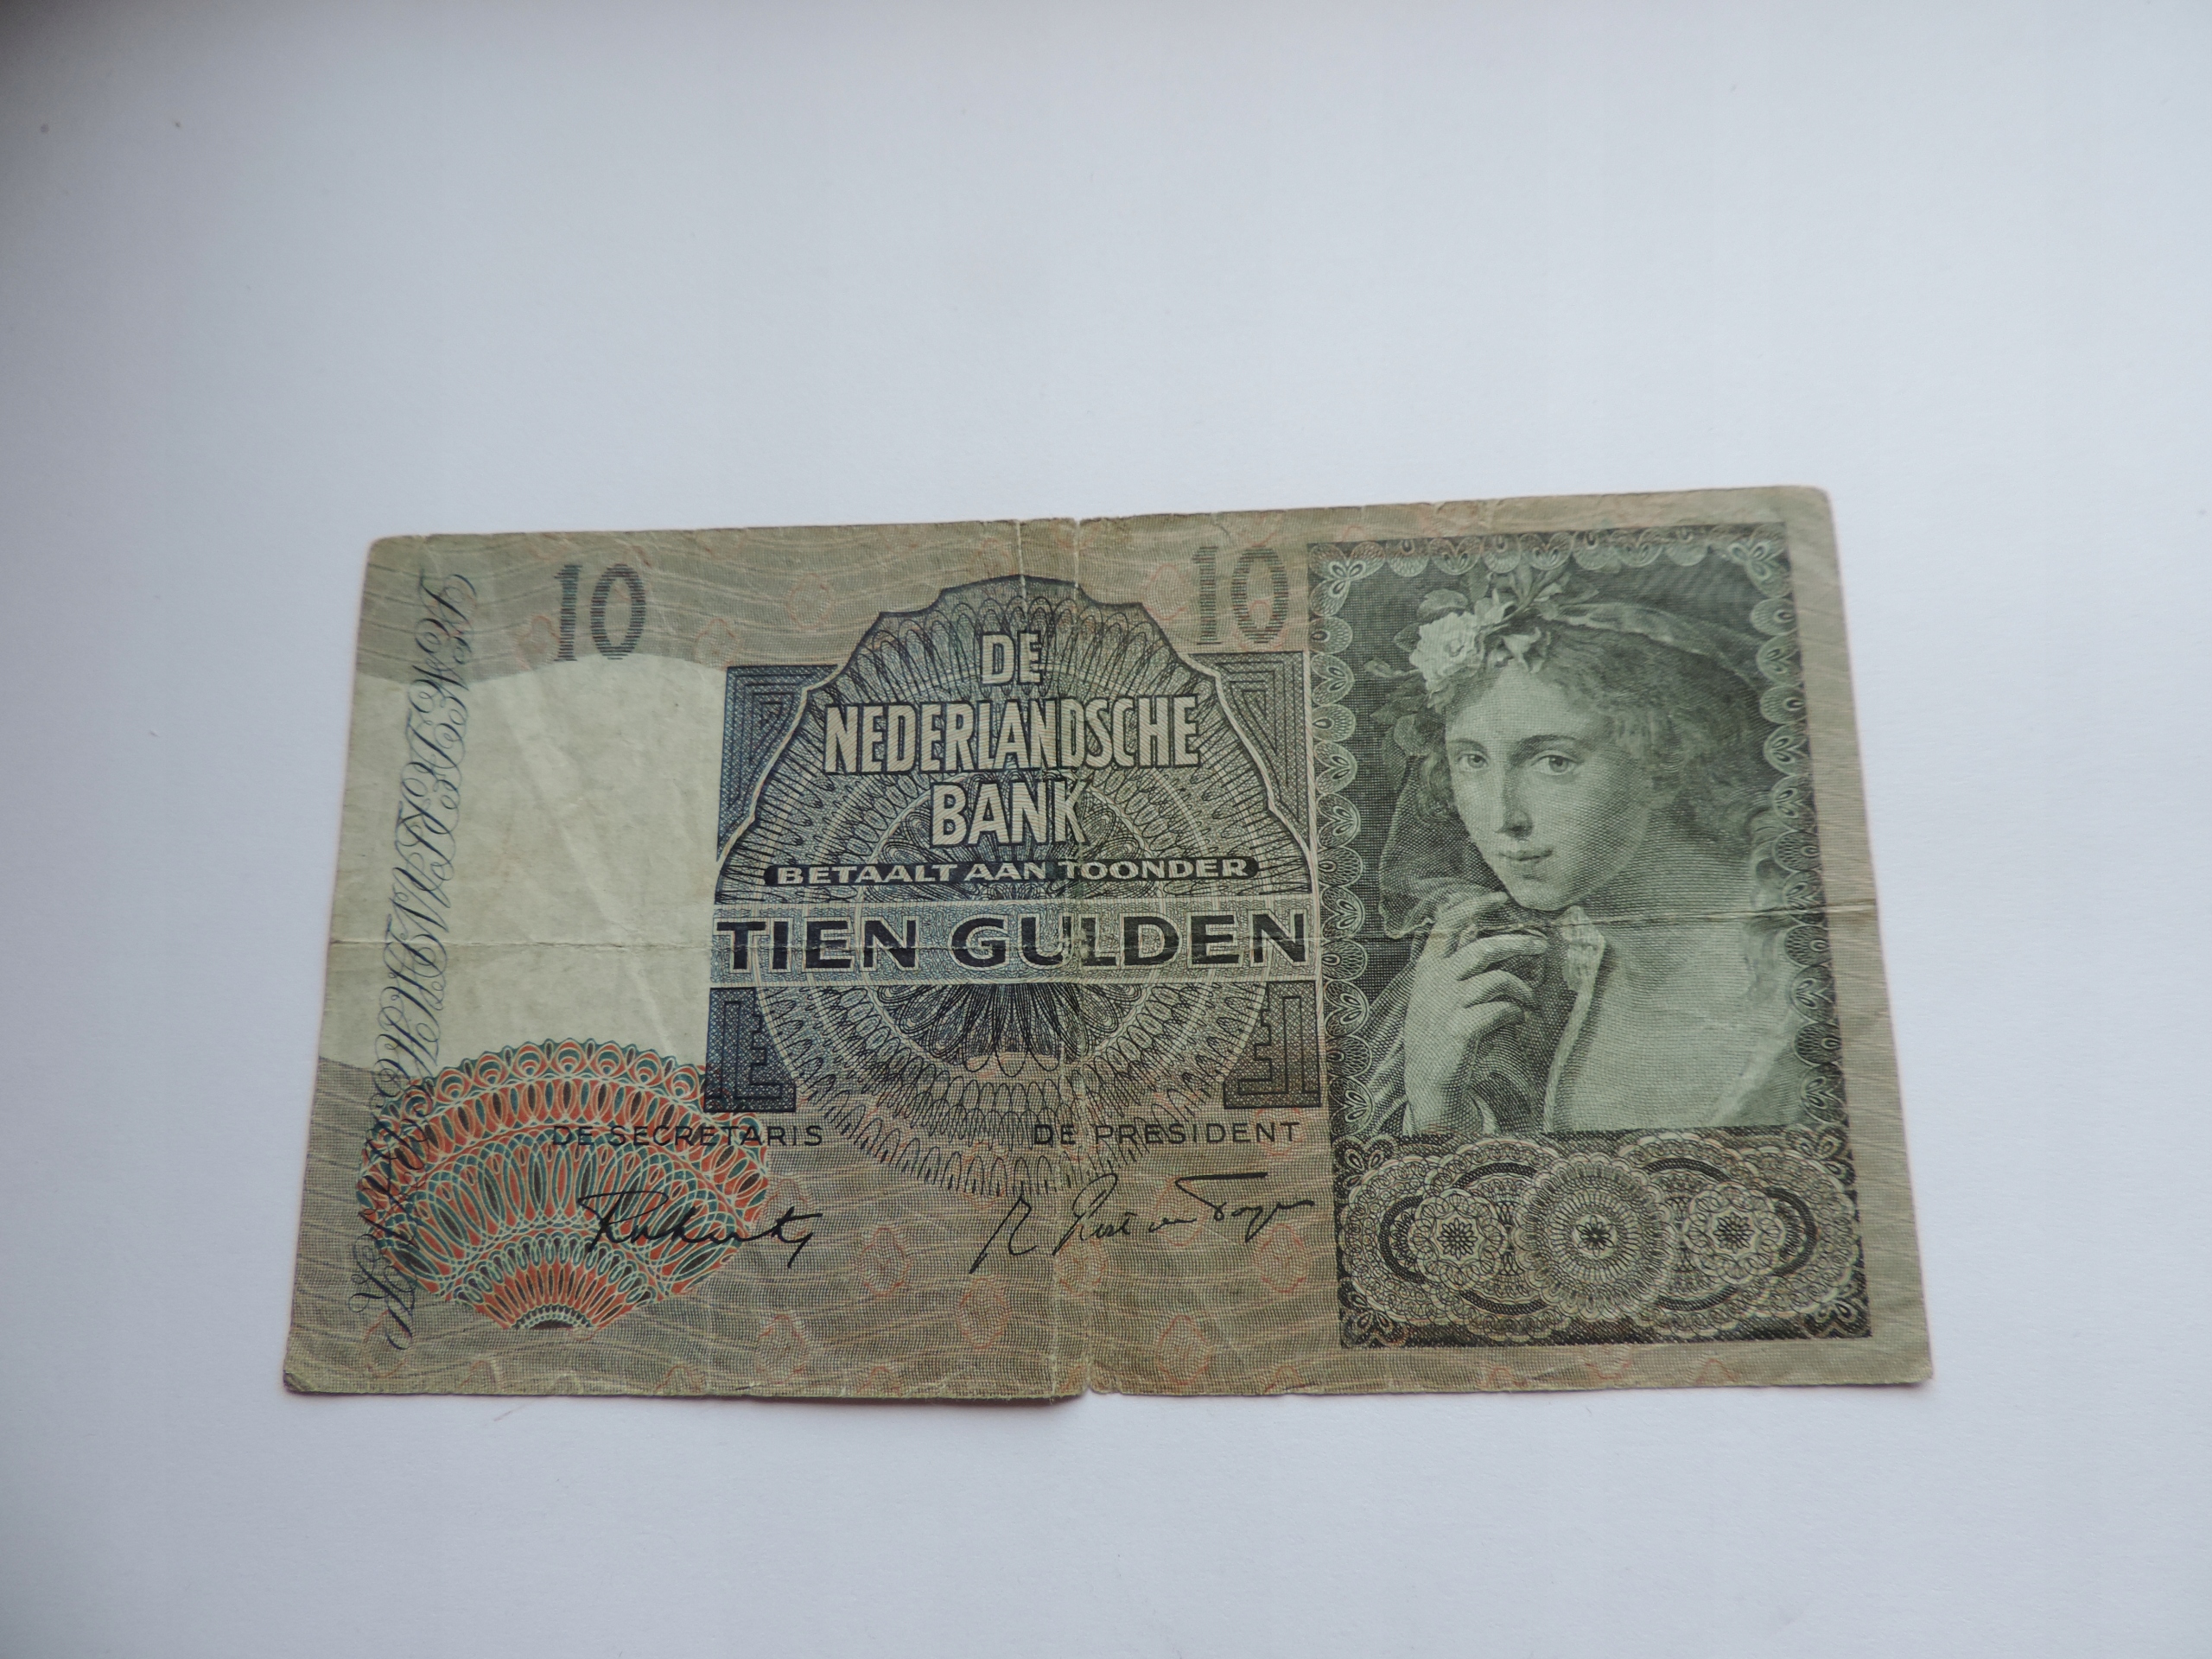 10
10
DE
NEDERLANDSCHE
BANK
BETAALT AAN TOONDER
TIEN GULDEN
DE SECRETARIS
DE PRESIDENT